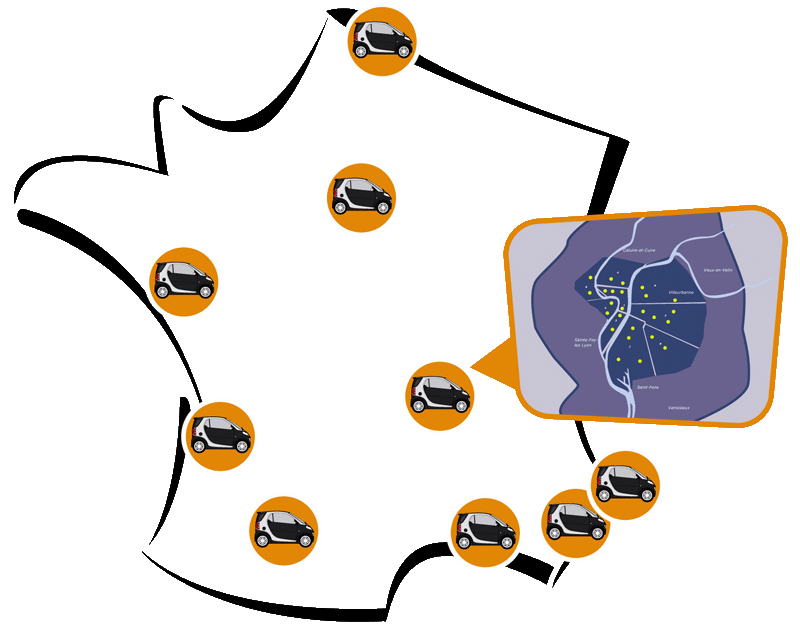 Caluire-et-Cuire
Vaulx-en-Velin
Villeurbanne
Sainte-Foy-
lès-Lyon
Saint-Fons
Vénissieux